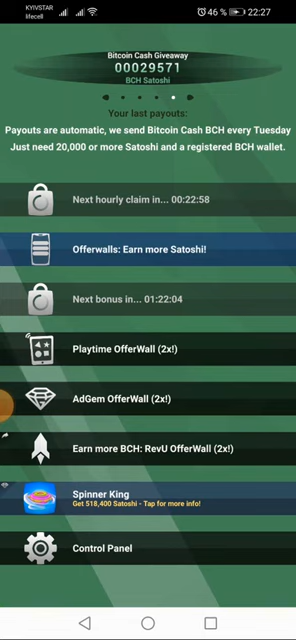 KYIVSTAR
lifecell
46 %
22:27
Bitcoin Cash Giveaway
00029571
BCH Satoshi
Your last payouts:
Payouts are automatic, we send Bitcoin Cash BCH every Tuesday
Just need 20,000 or more Satoshi and a registered BCH wallet.
Next hourly claim in... 00:22:58
Offerwalls: Earn more Satoshi!
Next bonus in... 01:22:04
Playtime OfferWall (2x!)
AdGem OfferWall (2x!)
Earn more BCH: RevU OfferWall (2x!)
Spinner King
Get 518,400 Satoshi - Tap for more info!
Control Panel